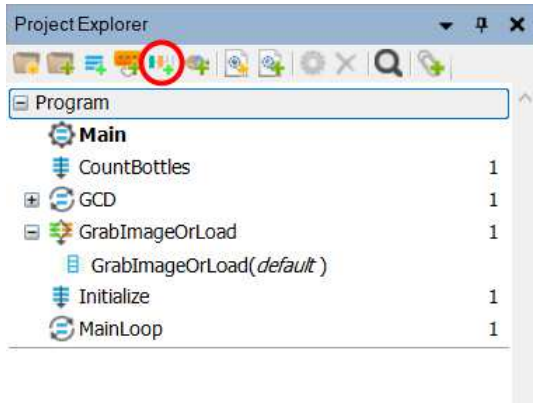 Project Explorer
Program
Main
CountBottles 1
GCD 1
GrabImageOrLoad 1
GrabImageOrLoad(default )
Initialize 1
MainLoop 1